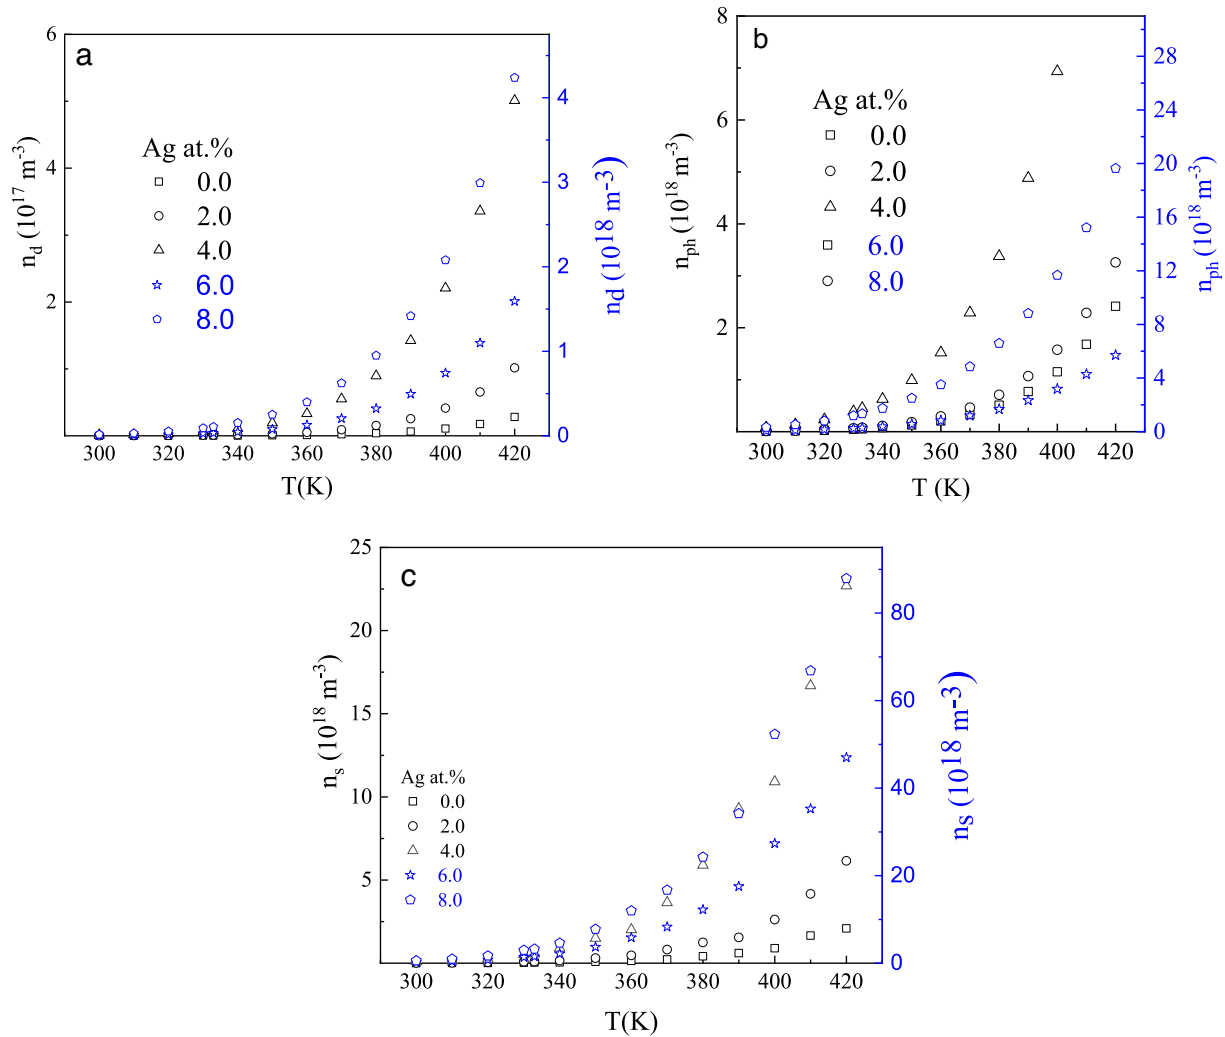 a
6
4
2
n_d (10^17 m^-3)
Ag at.%
0.0
2.0
4.0
6.0
8.0
4
3
2
1
0
nd (10^18 m^-3)
300 320 340 360 380 400 420
T(K)
b
8
6
4
2
n_ph (10^18 m^-3)
Ag at.%
0.0
2.0
4.0
6.0
8.0
28
24
20
16
12
8
4
0
n_ph (10^18 m^-3)
300 320 340 360 380 400 420
T (K)
c
25
20
15
10
5
n_s (10^18 m^-3)
Ag at.%
0.0
2.0
4.0
6.0
8.0
80
60
40
20
0
ns (10^18 m^-3)
300 320 340 360 380 400 420
T(K)